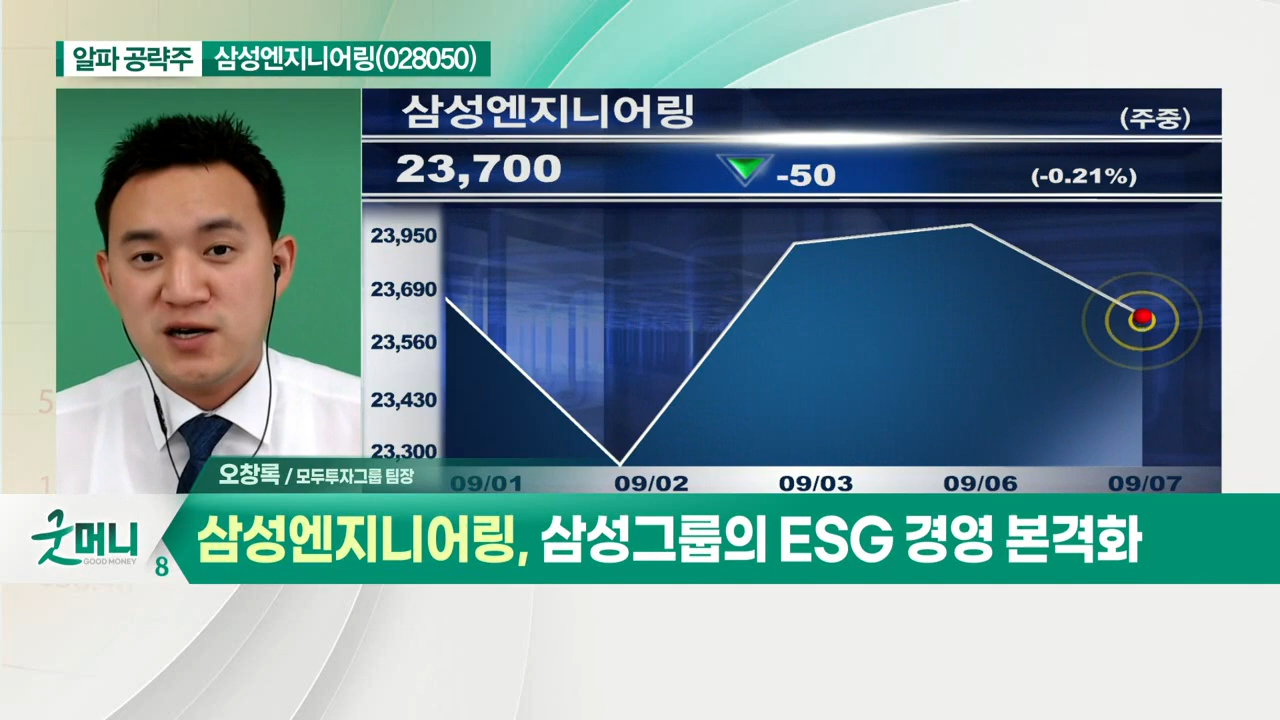 알파 공략주 삼성엔지니어링(028050)
삼성엔지니어링 (주중)
23,700 -50 (-0.21%)
23,950
23,690
23,560
23,430
23,300
09/01 09/02 09/03 09/06 09/07
오창록 / 모두투자그룹 팀장
굿머니
GOOD MONEY
8
삼성엔지니어링, 삼성그룹의 ESG 경영 본격화
5
1